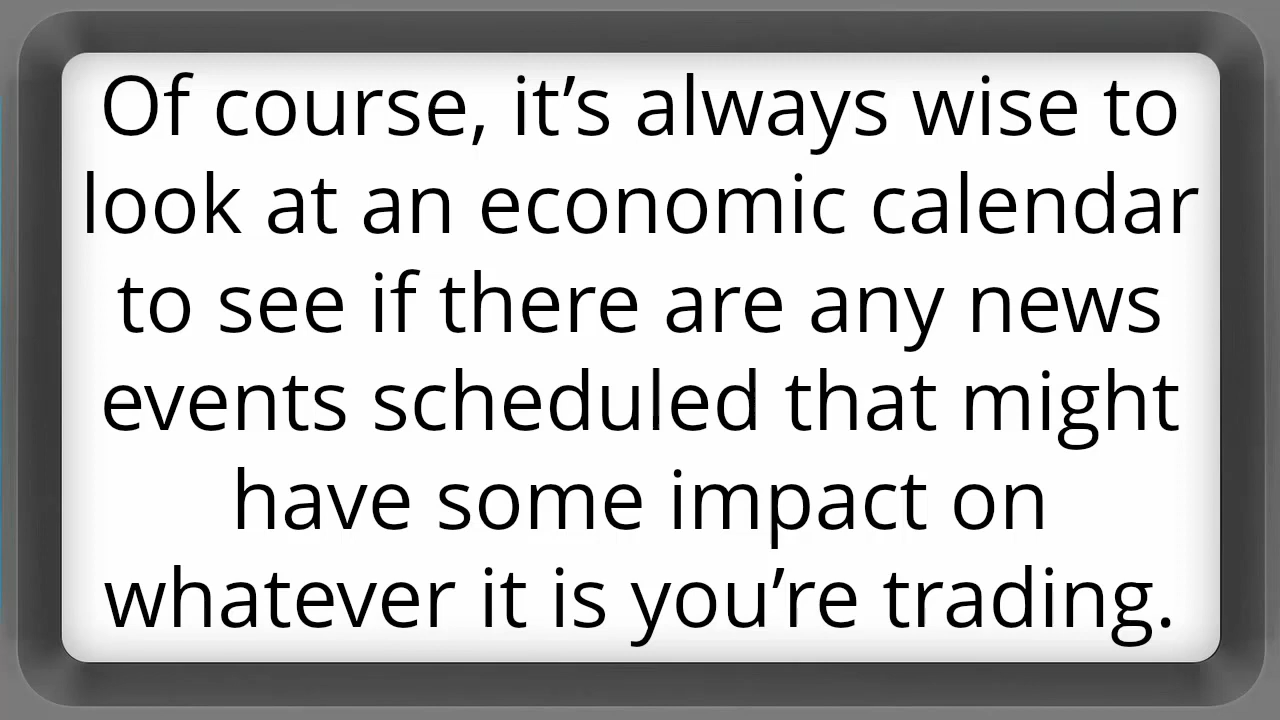 Of course, it’s always wise to
look at an economic calendar
to see if there are any news
events scheduled that might
have some impact on
whatever it is you’re trading.